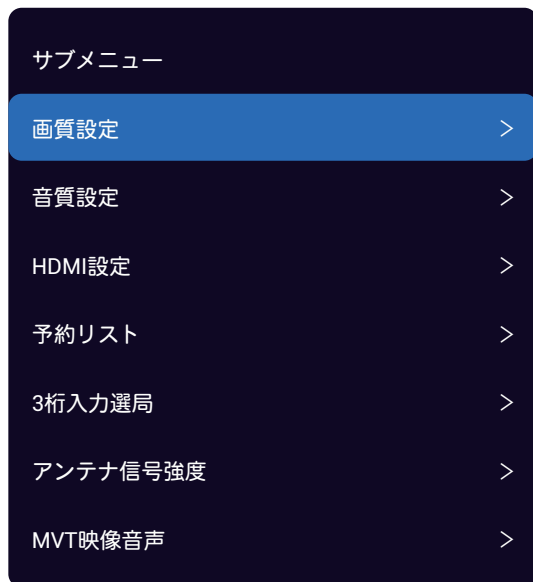 サブメニュー
画質設定
音質設定
HDMI設定
予約リスト
3桁入力選局
アンテナ信号強度
MVT映像音声